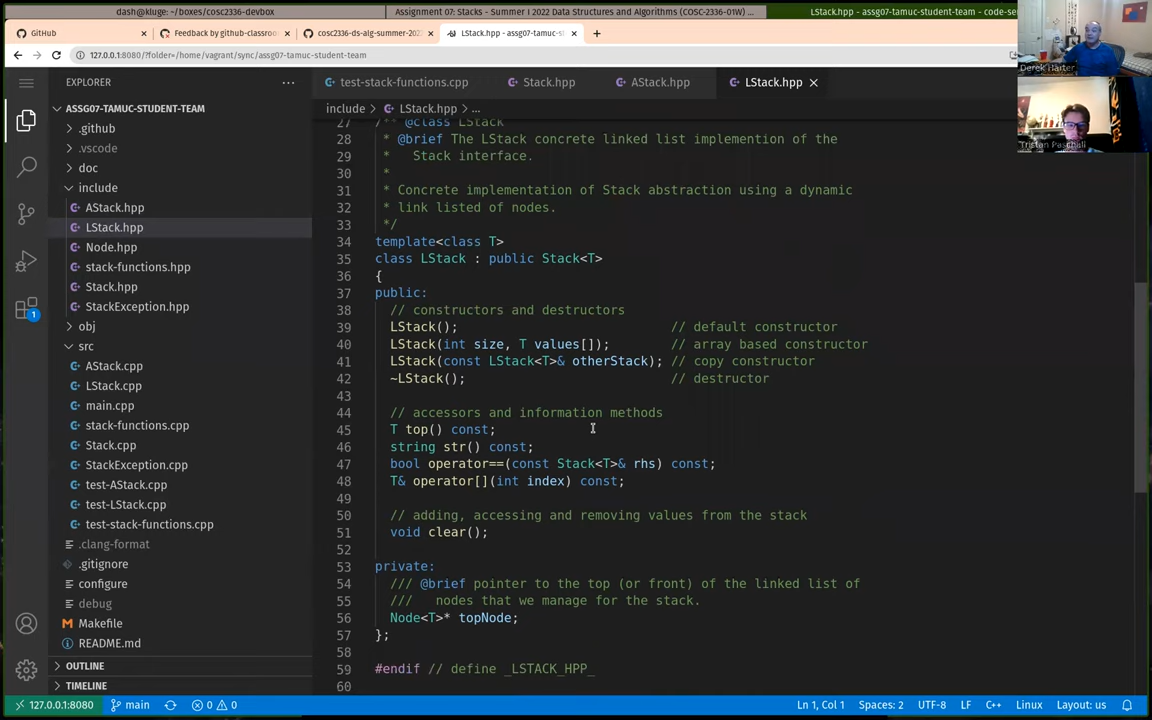 dash@kluge: ~/boxes/cosc2336-devbox
Assignment 07: Stacks - Summer I 2022 Data Structures and Algorithms (COSC-2336-01W)
LStack.hpp - assg07-tamuc-student-team - code-ser
GitHub
Feedback by github-classroo
cosc2336-ds-alg-summer-202
LStack.hpp - assg07-tamuc-s
127.0.0.1:8080/?folder=/home/vagrant/sync/assg07-tamuc-student-team
Derek Harter
Tristan Paschall
EXPLORER
ASSG07-TAMUC-STUDENT-TEAM
.github
.vscode
doc
include
AStack.hpp
LStack.hpp
Node.hpp
stack-functions.hpp
Stack.hpp
StackException.hpp
obj
src
AStack.cpp
LStack.cpp
main.cpp
stack-functions.cpp
Stack.cpp
StackException.cpp
test-AStack.cpp
test-LStack.cpp
test-stack-functions.cpp
.clang-format
.gitignore
configure
debug
Makefile
README.md
OUTLINE
TIMELINE
1
test-stack-functions.cpp
Stack.hpp
AStack.hpp
LStack.hpp
include > LStack.hpp > ...
27 /** @class LStack
28 * @brief The LStack concrete linked list implemention of the
29 * Stack interface.
30 *
31 * Concrete implementation of Stack abstraction using a dynamic
32 * link listed of nodes.
33 */
34 template<class T>
35 class LStack : public Stack<T>
36 {
37 public:
38 // constructors and destructors
39 LStack(); // default constructor
40 LStack(int size, T values[]); // array based constructor
41 LStack(const LStack<T>& otherStack); // copy constructor
42 ~LStack(); // destructor
43
44 // accessors and information methods
45 T top() const;
46 string str() const;
47 bool operator==(const Stack<T>& rhs) const;
48 T& operator[](int index) const;
49
50 // adding, accessing and removing values from the stack
51 void clear();
52
53 private:
54 /// @brief pointer to the top (or front) of the linked list of
55 /// nodes that we manage for the stack.
56 Node<T>* topNode;
57 };
58
59 #endif // define _LSTACK_HPP_
60
127.0.0.1:8080
main
0 0
Ln 1, Col 1
Spaces: 2
UTF-8
LF
C++
Linux
Layout: us